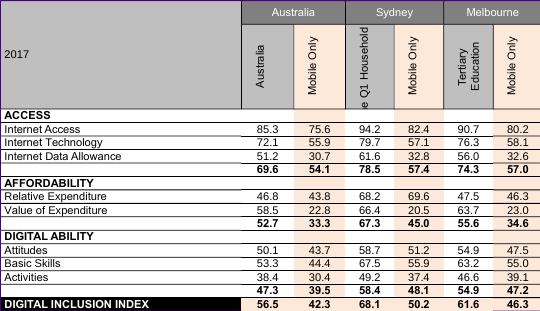 2017 Australia Sydney Melbourne
Australia Mobile Only e Q1 Household Mobile Only Tertiary Education Mobile Only
ACCESS
Internet Access 85.3 75.6 94.2 82.4 90.7 80.2
Internet Technology 72.1 55.9 79.7 57.1 76.3 58.1
Internet Data Allowance 51.2 30.7 61.6 32.8 56.0 32.6
69.6 54.1 78.5 57.4 74.3 57.0
AFFORDABILITY
Relative Expenditure 46.8 43.8 68.2 69.6 47.5 46.3
Value of Expenditure 58.5 22.8 66.4 20.5 63.7 23.0
52.7 33.3 67.3 45.0 55.6 34.6
DIGITAL ABILITY
Attitudes 50.1 43.7 58.7 51.2 54.9 47.5
Basic Skills 53.3 44.4 67.5 55.9 63.2 55.0
Activities 38.4 30.4 49.2 37.4 46.6 39.1
47.3 39.5 58.4 48.1 54.9 47.2
DIGITAL INCLUSION INDEX 56.5 42.3 68.1 50.2 61.6 46.3